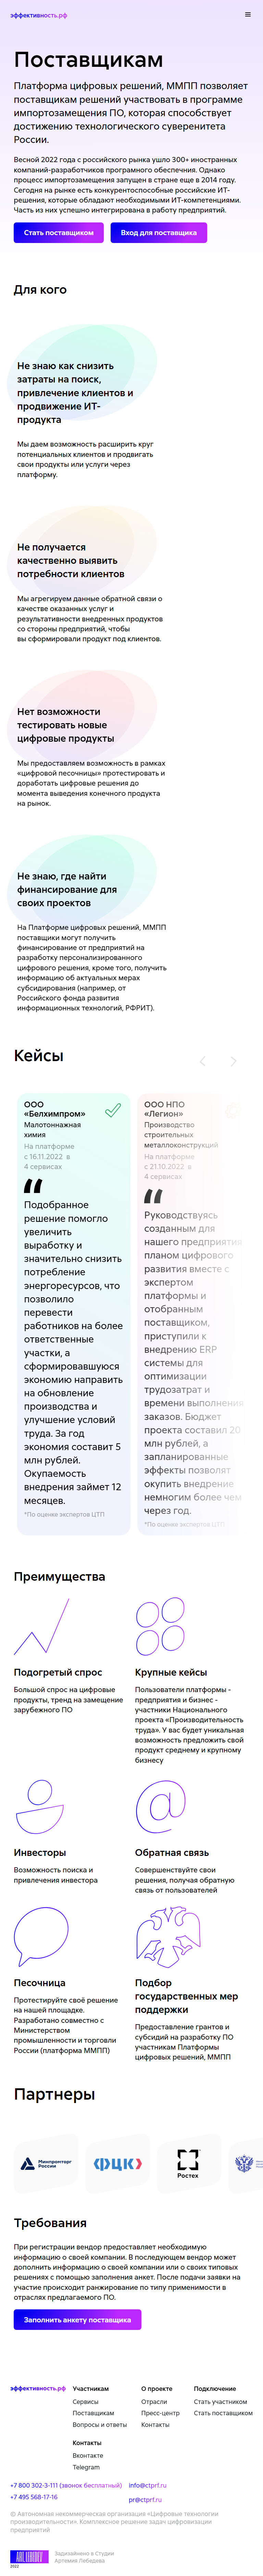 эффективность.рф
Поставщикам
Платформа цифровых решений, ММПП позволяет
поставщикам решений участвовать в программе
импортозамещения ПО, которая способствует
достижению технологического суверенитета
России.
Весной 2022 года с российского рынка ушло 300+ иностранных
компаний-разработчиков програмного обеспечения. Однако
процесс импортозамещения запущен в стране еще в 2014 году.
Сегодня на рынке есть конкурентоспособные российские ИТ-
решения, которые обладают необходимыми ИТ-компетенциями.
Часть из них успешно интегрирована в работу предприятий.
Стать поставщиком
Вход для поставщика
Для кого
Не знаю как снизить
затраты на поиск,
привлечение клиентов и
продвижение ИТ-
продукта
Мы даем возможность расширить круг
потенциальных клиентов и продвигать
свои продукты или услуги через
платформу.
Не получается
качественно выявить
потребности клиентов
Мы агрегируем данные обратной связи о
качестве оказанных услуг и
результативности внедренных продуктов
со стороны предприятий, чтобы
вы сформировали продукт под клиентов.
Нет возможности
тестировать новые
цифровые продукты
Мы предоставляем возможность в рамках
«цифровой песочницы» протестировать и
доработать цифровые решения до
момента выведения конечного продукта
на рынок.
Не знаю, где найти
финансирование для
своих проектов
На Платформе цифровых решений, ММПП
поставщики могут получить
финансирование от предприятий на
разработку персонализированного
цифрового решения, кроме того, получить
информацию об актуальных мерах
субсидирования (например, от
Российского фонда развития
информационных технологий, РФРИТ).
Кейсы
ООО
«Белхимпром»
Малотоннажная
химия
На платформе
с 16.11.2022 в
4 сервисах
Подобранное
решение помогло
увеличить
выработку и
значительно снизить
потребление
энергоресурсов, что
позволило
перевести
работников на более
ответственные
участки, а
сформировавшуюся
экономию направить
на обновление
производства и
улучшение условий
труда. За год
экономия составит 5
млн рублей.
Окупаемость
внедрения займет 12
месяцев.
*По оценке экспертов ЦТП
ООО НПО
«Легион»
Производство
строительных
металлоконструкций
На платформе
с 21.10.2022 в
4 сервисах
Руководствуясь
созданным для
нашего предприятия
планом цифрового
развития вместе с
экспертом
платформы и
отобранным
поставщиком,
приступили к
внедрению ERP
системы для
оптимизации
трудозатрат и
времени выполнения
заказов. Бюджет
проекта составил 20
млн рублей, а
запланированные
эффекты позволят
окупить внедрение
немногим более чем
через год.
*По оценке экспертов ЦТП
Преимущества
Подогретый спрос
Большой спрос на цифровые
продукты, тренд на замещение
зарубежного ПО
Крупные кейсы
Пользователи платформы -
предприятия и бизнес -
участники Национального
проекта «Производительность
труда». У вас будет уникальная
возможность предложить свой
продукт среднему и крупному
бизнесу
Инвесторы
Возможность поиска и
привлечения инвестора
Обратная связь
Совершенствуйте свои
решения, получая обратную
связь от пользователей
Песочница
Протестируйте своё решение
на нашей площадке.
Разработано совместно с
Министерством
промышленности и торговли
России (платформа ММПП)
Подбор
государственных мер
поддержки
Предоставление грантов и
субсидий на разработку ПО
участникам Платформы
цифровых решений, ММПП
Партнеры
Минпромторг
России
ФЦК
Ростех
Требования
При регистрации вендор предоставляет необходимую
информацию о своей компании. В последующем вендор может
дополнить информацию о своей компании или о своих типовых
решениях с помощью заполнения анкет. После подачи заявки на
участие происходит ранжирование по типу применимости в
отраслях предлагаемого ПО.
Заполнить анкету поставщика
эффективность.рф
Участникам
Сервисы
Поставщикам
Вопросы и ответы
О проекте
Отрасли
Пресс-центр
Контакты
Подключение
Стать участником
Стать поставщиком
Контакты
Вконтакте
Telegram
+7 800 302-3-111 (звонок бесплатный)
+7 495 568-17-16
info@ctprf.ru
pr@ctprf.ru
© Автономная некоммерческая организация «Цифровые технологии
производительности». Комплексное решение задач цифровизации
предприятий
ART. LEBEDEV
2022
Задизайнено в Студии
Артемия Лебедева